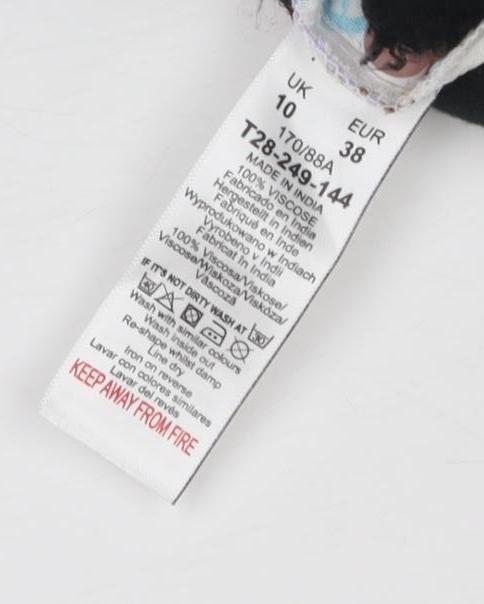 UK EUR
10 38
170/88A
T28-249-144
MADE IN INDIA
100% VISCOSE
Fabricado en India
Hergestellt in Indien
Fabriqué en Inde
Wyprodukowano w Indiach
Vyrobeno v Indii
Fabricat în India
100% Viscosa/Viskose/
Viscose/Wiskoza/Viskóza/
Vâscoză
IF IT'S NOT DIRTY WASH AT 30
30
Wash with similar colours
Wash inside out
Re-shape whilst damp
Line dry
Iron on reverse
Lavar con colores similares
Lavar del revés
KEEP AWAY FROM FIRE